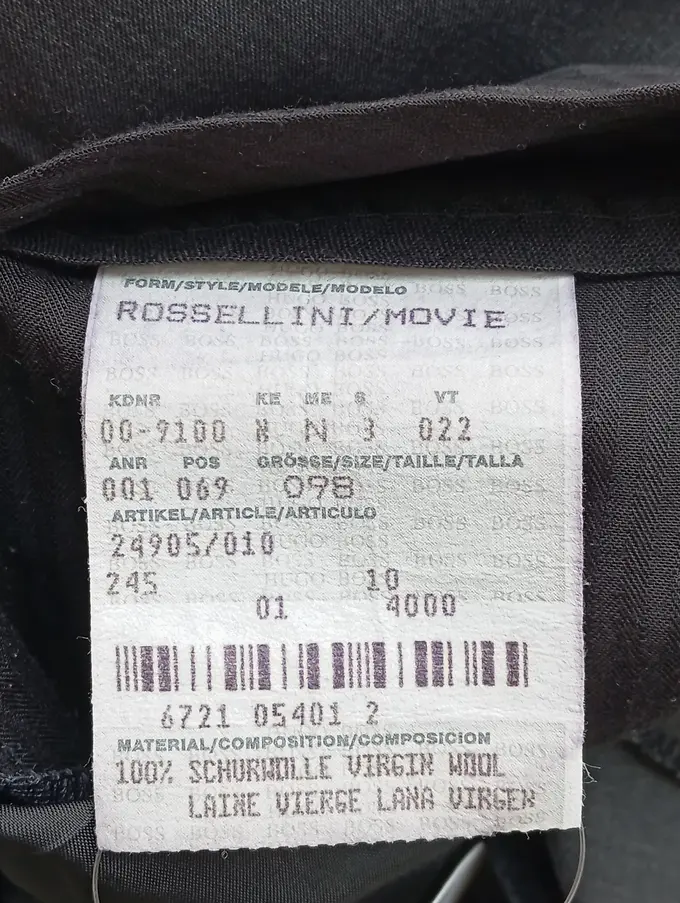 FORM/STYLE/MODELE/MODELO
ROSSELLINI/MOVIE
KDNR KE ME S VT
00-9100 N N 3 022
ANR POS GRÖSSE/SIZE/TAILLE/TALLA
001 069 098
ARTIKEL/ARTICLE/ARTICULO
24905/010
245 10
01 4000
6721 05401 2
MATERIAL/COMPOSITION/COMPOSICION
100% SCHURWOLLE VIRGIN WOOL
LAINE VIERGE LANA VIRGEN